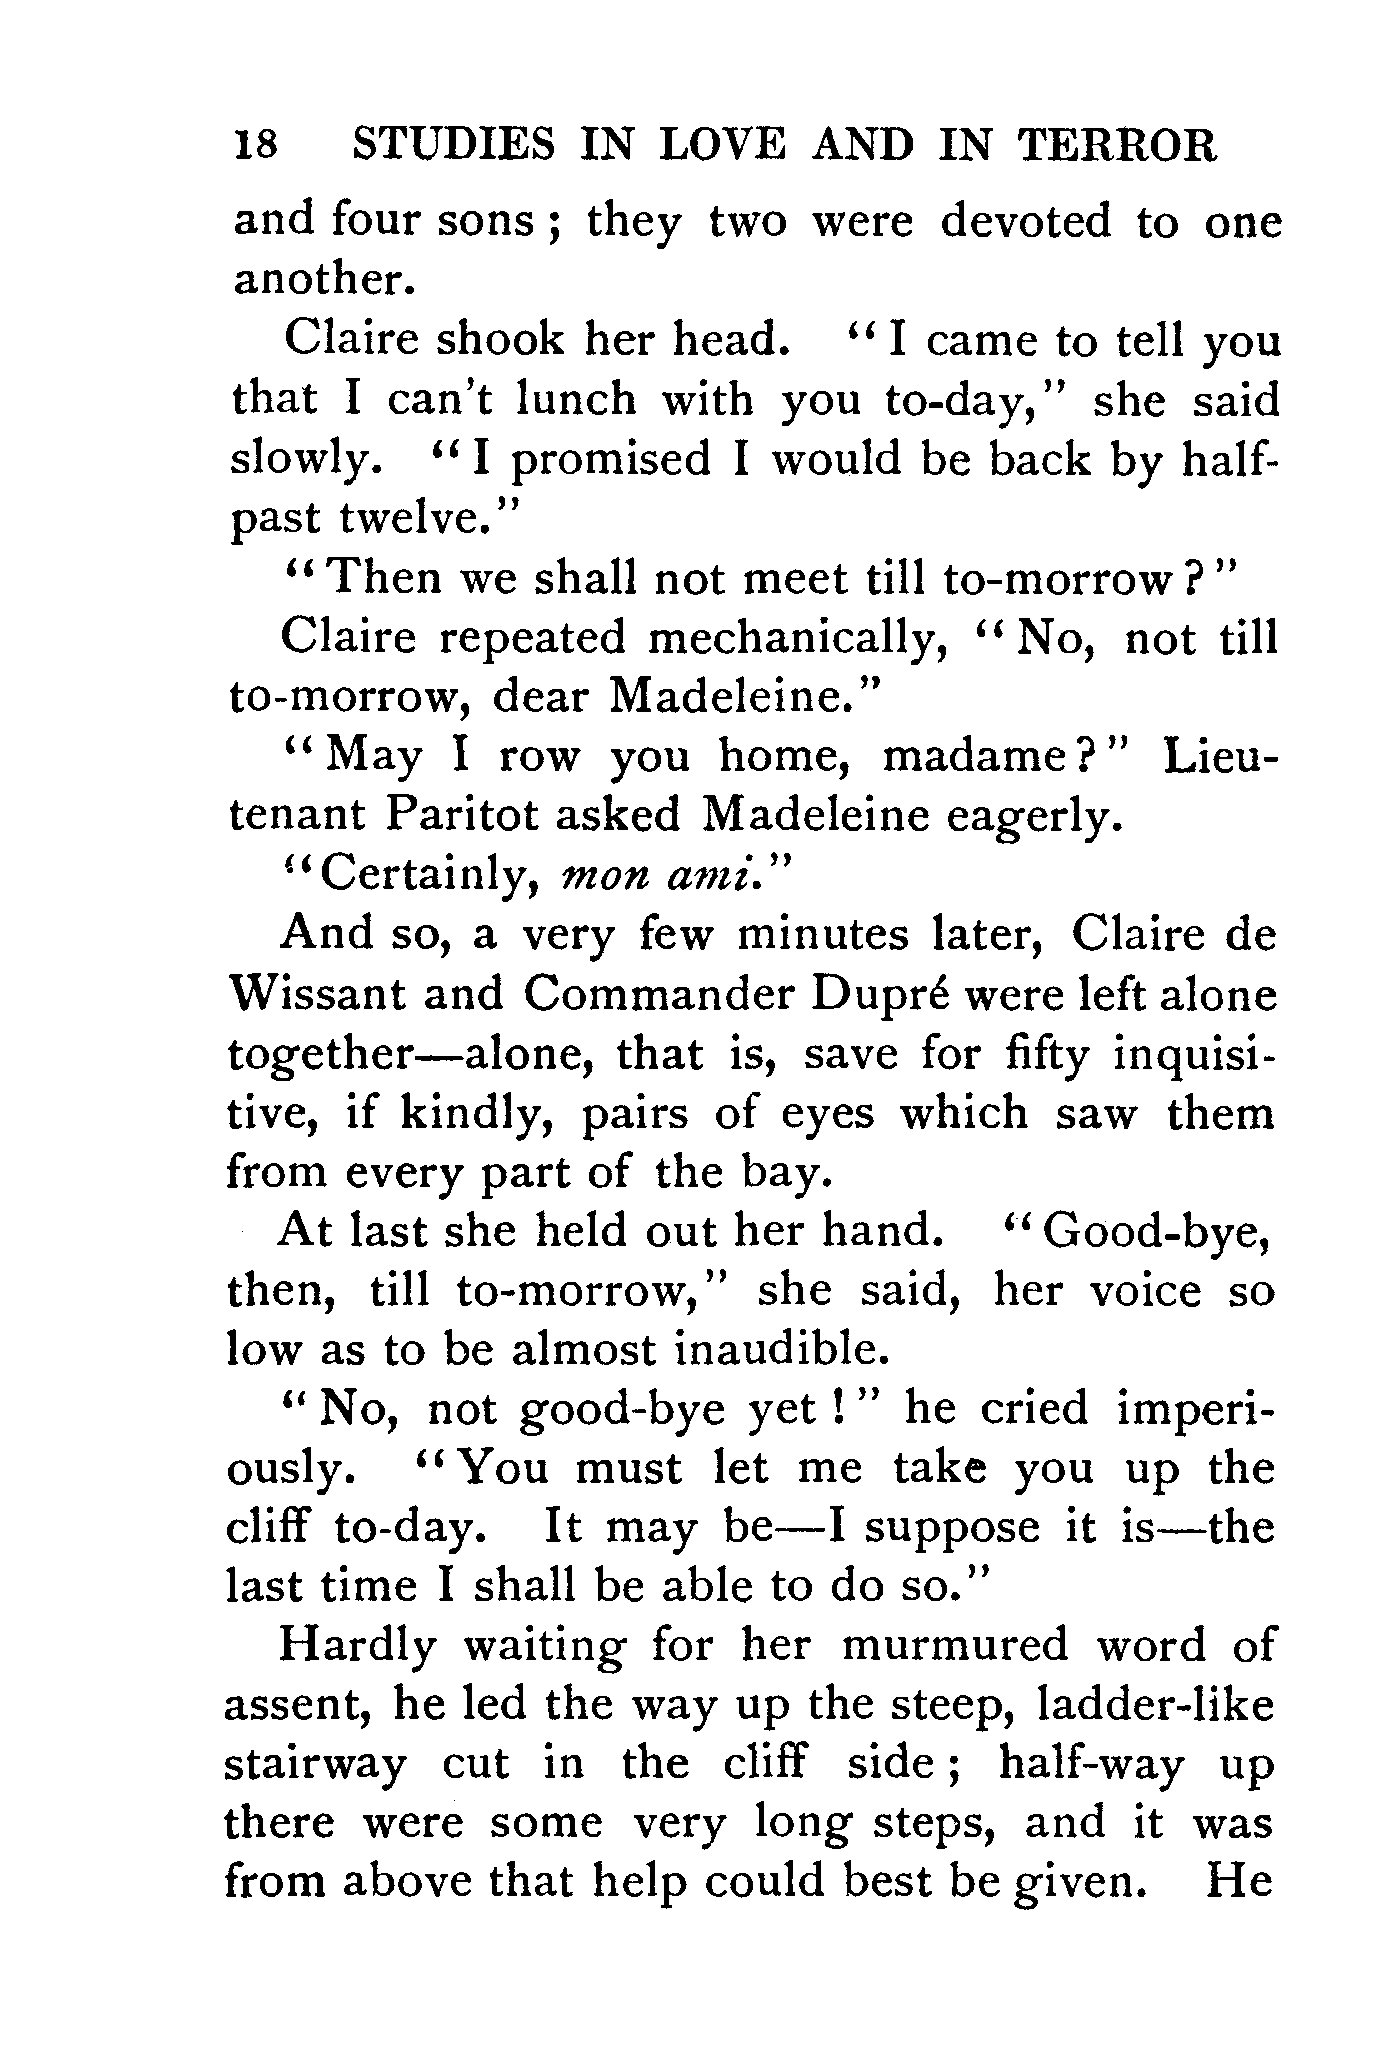 18 STUDIES IN LOVE AND IN TERROR
and four sons ; they two were devoted to one
another.
Claire shook her head. “ I came to tell you
that I can’t lunch with you to-day,” she said
slowly. “ I promised I would be back by half-
past twelve.”
“ Then we shall not meet till to-morrow ? ”
Claire repeated mechanically, “ No, not till
to-morrow, dear Madeleine.”
“ May I row you home, madame ? ” Lieu-
tenant Paritot asked Madeleine eagerly.
“ Certainly, mon ami.”
And so, a very few minutes later, Claire de
Wissant and Commander Dupré were left alone
together—alone, that is, save for fifty inquisi-
tive, if kindly, pairs of eyes which saw them
from every part of the bay.
At last she held out her hand. “ Good-bye,
then, till to-morrow,” she said, her voice so
low as to be almost inaudible.
“ No, not good-bye yet ! ” he cried imperi-
ously. “ You must let me take you up the
cliff to-day. It may be—I suppose it is—the
last time I shall be able to do so.”
Hardly waiting for her murmured word of
assent, he led the way up the steep, ladder-like
stairway cut in the cliff side ; half-way up
there were some very long steps, and it was
from above that help could best be given. He